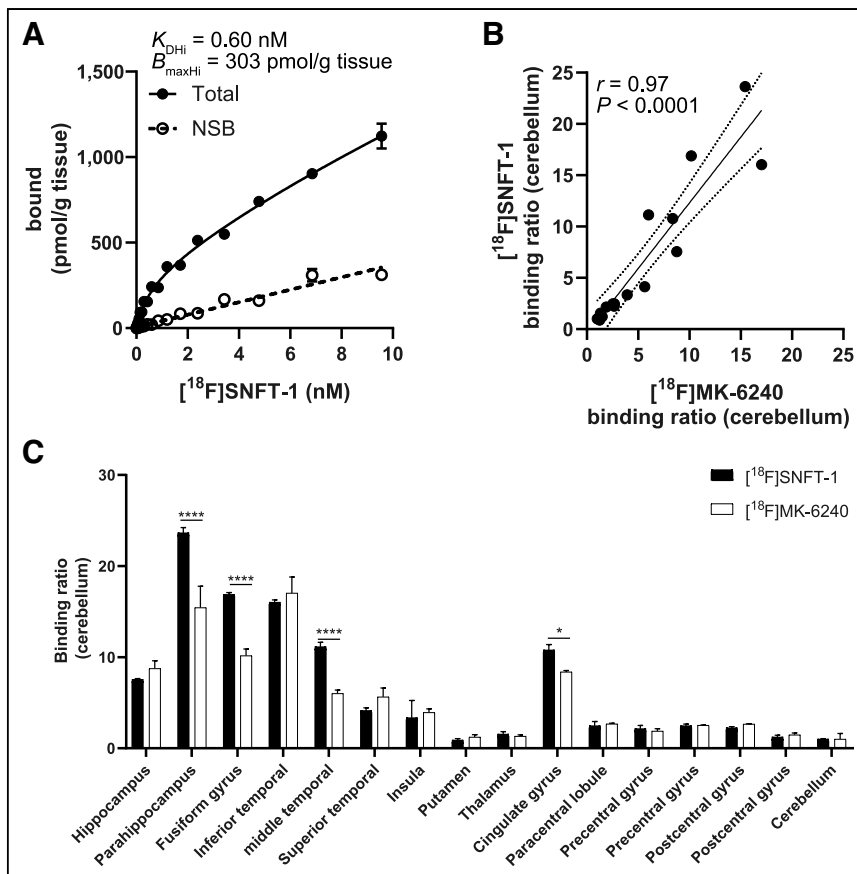 A
K_DHi = 0.60 nM
B_maxHi = 303 pmol/g tissue
1,500
1,000
500
0
Total
NSB
bound
(pmol/g tissue)
0 2 4 6 8 10
[¹⁸F]SNFT-1 (nM)
B
r = 0.97
P < 0.0001
25
20
15
10
5
0
[¹⁸F]SNFT-1
binding ratio (cerebellum)
0 5 10 15 20 25
[¹⁸F]MK-6240
binding ratio (cerebellum)
C
30
20
10
0
Binding ratio
(cerebellum)
[¹⁸F]SNFT-1
[¹⁸F]MK-6240
****
****
****
*
Hippocampus
Parahippocampus
Fusiform gyrus
Inferior temporal
middle temporal
Superior temporal
Insula
Putamen
Thalamus
Cingulate gyrus
Paracentral lobule
Precentral gyrus
Precentral gyrus
Postcentral gyrus
Postcentral gyrus
Cerebellum